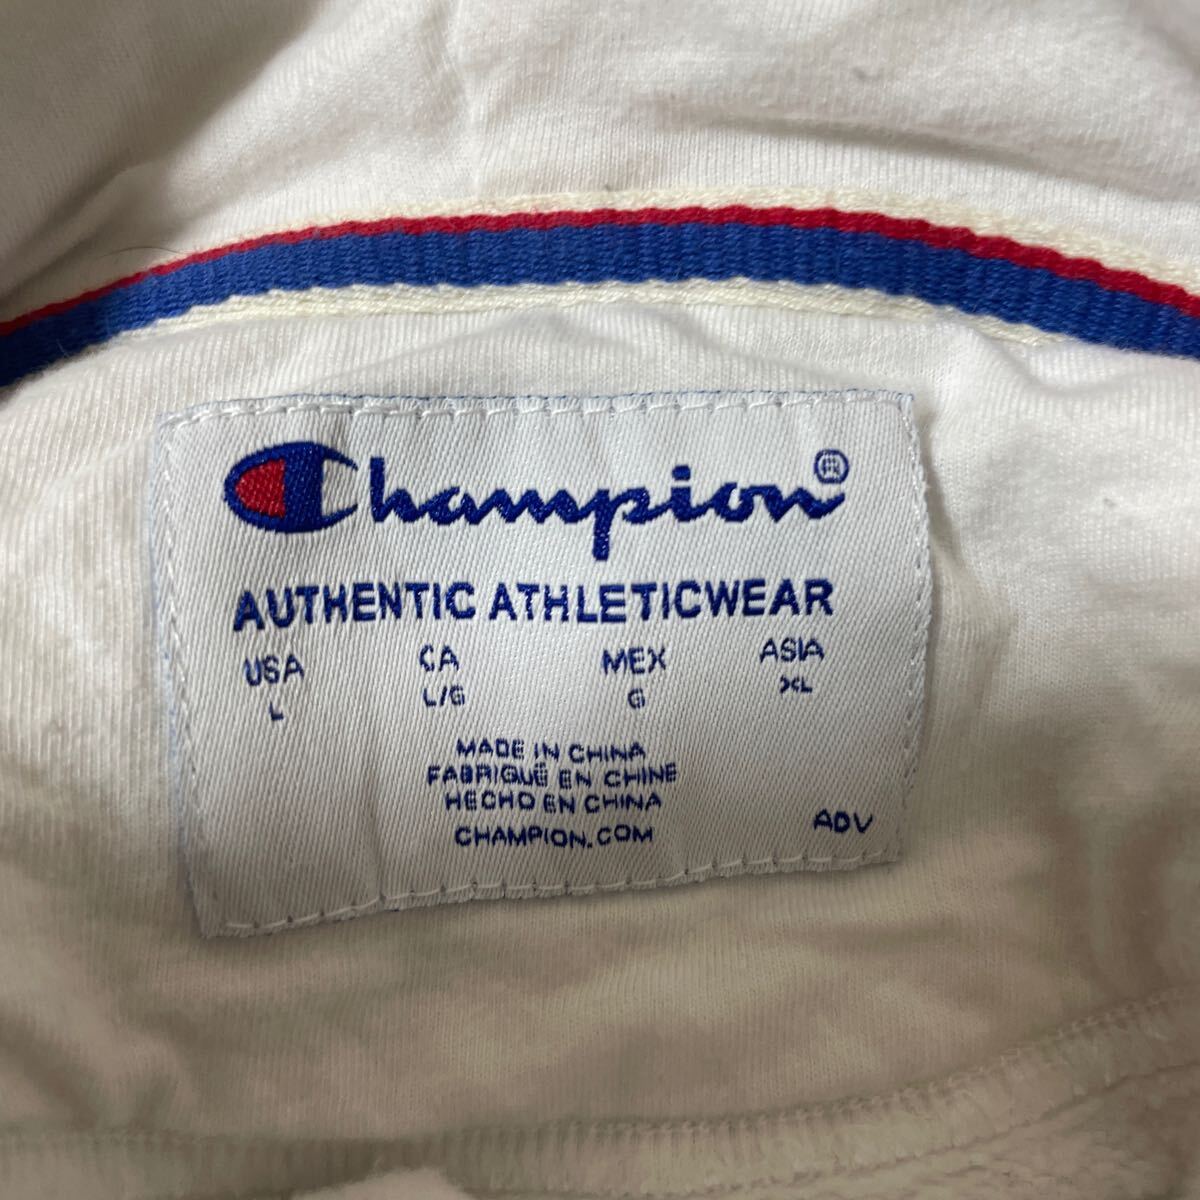 Champion®
AUTHENTIC ATHLETICWEAR
USA CA MEX ASIA
L L/G G XL
MADE IN CHINA
FABRIQUÉ EN CHINE
HECHO EN CHINA
CHAMPION.COM ADV